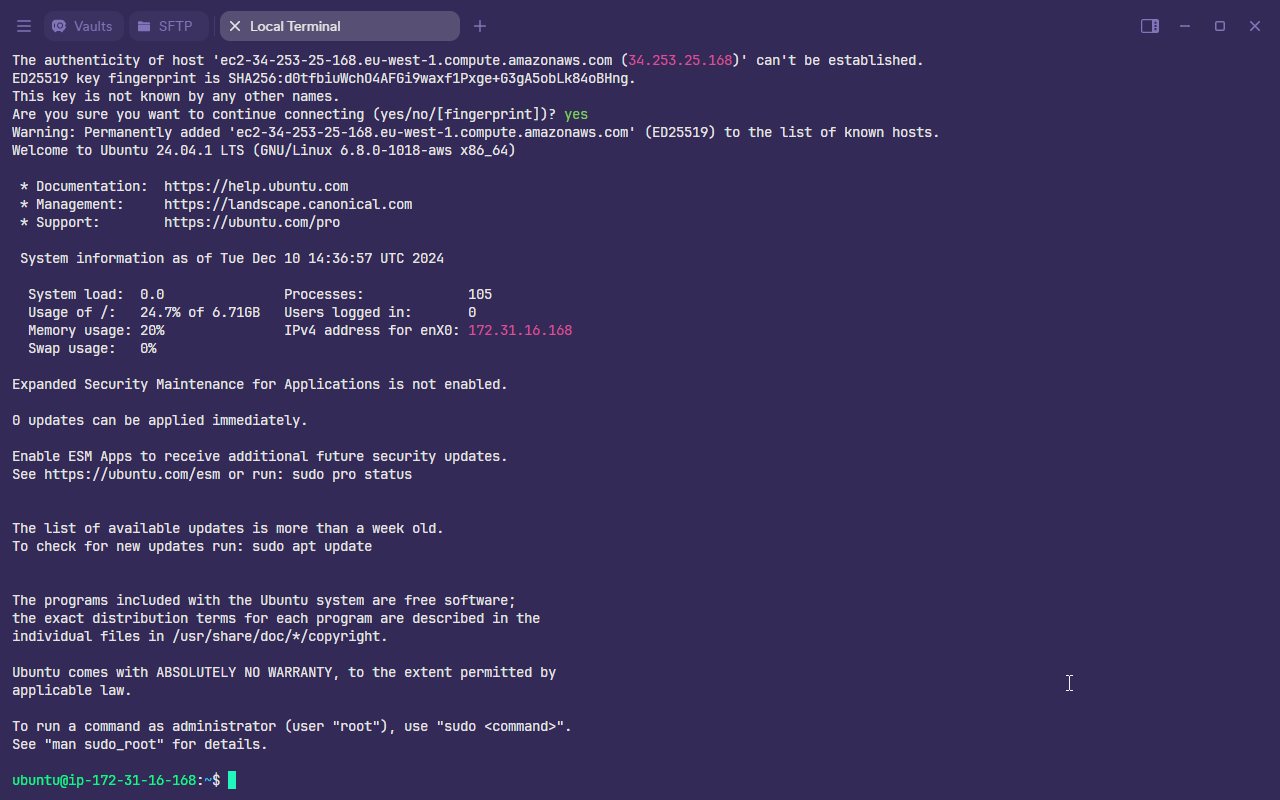 Vaults SFTP Local Terminal
The authenticity of host 'ec2-34-253-25-168.eu-west-1.compute.amazonaws.com (34.253.25.168)' can't be established.
ED25519 key fingerprint is SHA256:d0tfbiuWchO4AFGi9waxf1Pxge+G3gA5obLk84oBHng.
This key is not known by any other names.
Are you sure you want to continue connecting (yes/no/[fingerprint])? yes
Warning: Permanently added 'ec2-34-253-25-168.eu-west-1.compute.amazonaws.com' (ED25519) to the list of known hosts.
Welcome to Ubuntu 24.04.1 LTS (GNU/Linux 6.8.0-1018-aws x86_64)
* Documentation: https://help.ubuntu.com
* Management: https://landscape.canonical.com
* Support: https://ubuntu.com/pro
System information as of Tue Dec 10 14:36:57 UTC 2024
System load: 0.0 Processes: 105
Usage of /: 24.7% of 6.71GB Users logged in: 0
Memory usage: 20% IPv4 address for enX0: 172.31.16.168
Swap usage: 0%
Expanded Security Maintenance for Applications is not enabled.
0 updates can be applied immediately.
Enable ESM Apps to receive additional future security updates.
See https://ubuntu.com/esm or run: sudo pro status
The list of available updates is more than a week old.
To check for new updates run: sudo apt update
The programs included with the Ubuntu system are free software;
the exact distribution terms for each program are described in the
individual files in /usr/share/doc/*/copyright.
Ubuntu comes with ABSOLUTELY NO WARRANTY, to the extent permitted by
applicable law.
To run a command as administrator (user "root"), use "sudo <command>".
See "man sudo_root" for details.
ubuntu@ip-172-31-16-168:~$